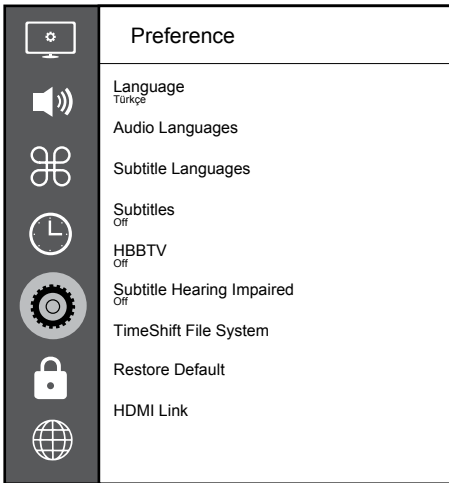 Preference
Language
Türkçe
Audio Languages
Subtitle Languages
Subtitles
Off
HBBTV
Off
Subtitle Hearing Impaired
Off
TimeShift File System
Restore Default
HDMI Link